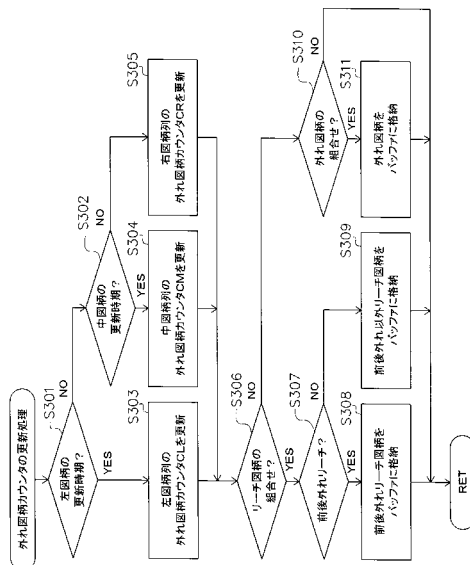 外れ図柄カウンタの更新処理
S301
左図柄の
更新時期？
NO
YES
S302
中図柄の
更新時期？
NO
YES
S303
左図柄列の
外れ図柄カウンタCLを更新
S304
中図柄列の
外れ図柄カウンタCMを更新
S305
右図柄列の
外れ図柄カウンタCRを更新
S306
リーチ図柄の
組合せ？
NO
YES
S307
前後外れリーチ？
NO
YES
S308
前後外れリーチ図柄を
バッファに格納
S309
前後外れ以外リーチ図柄を
バッファに格納
S310
外れ図柄の
組合せ？
NO
YES
S311
外れ図柄を
バッファに格納
RET